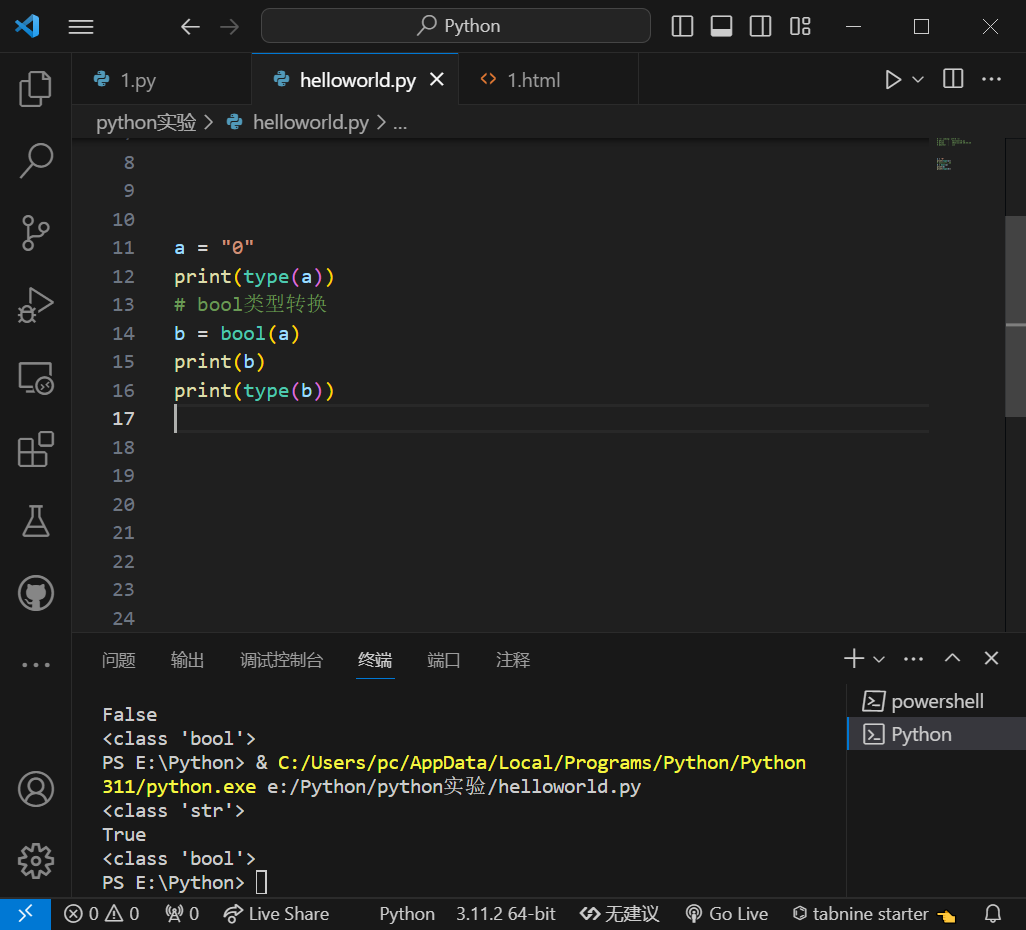 Python
1.py
helloworld.py
1.html
python实验 > helloworld.py > ...
8
9
10
11 a = "0"
12 print(type(a))
13 # bool类型转换
14 b = bool(a)
15 print(b)
16 print(type(b))
17
18
19
20
21
22
23
24
问题 输出 调试控制台 终端 端口 注释
powershell
Python
False
<class 'bool'>
PS E:\Python> & C:/Users/pc/AppData/Local/Programs/Python/Python
311/python.exe e:/Python/python实验/helloworld.py
<class 'str'>
True
<class 'bool'>
PS E:\Python>
0 0 0 Live Share Python 3.11.2 64-bit 无建议 Go Live tabnine starter